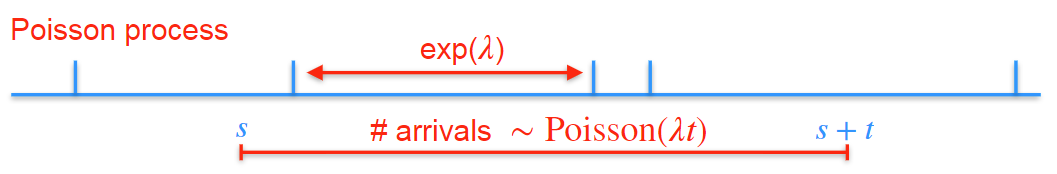 Poisson process
exp(λ)
s # arrivals ∼ Poisson(λt) s + t